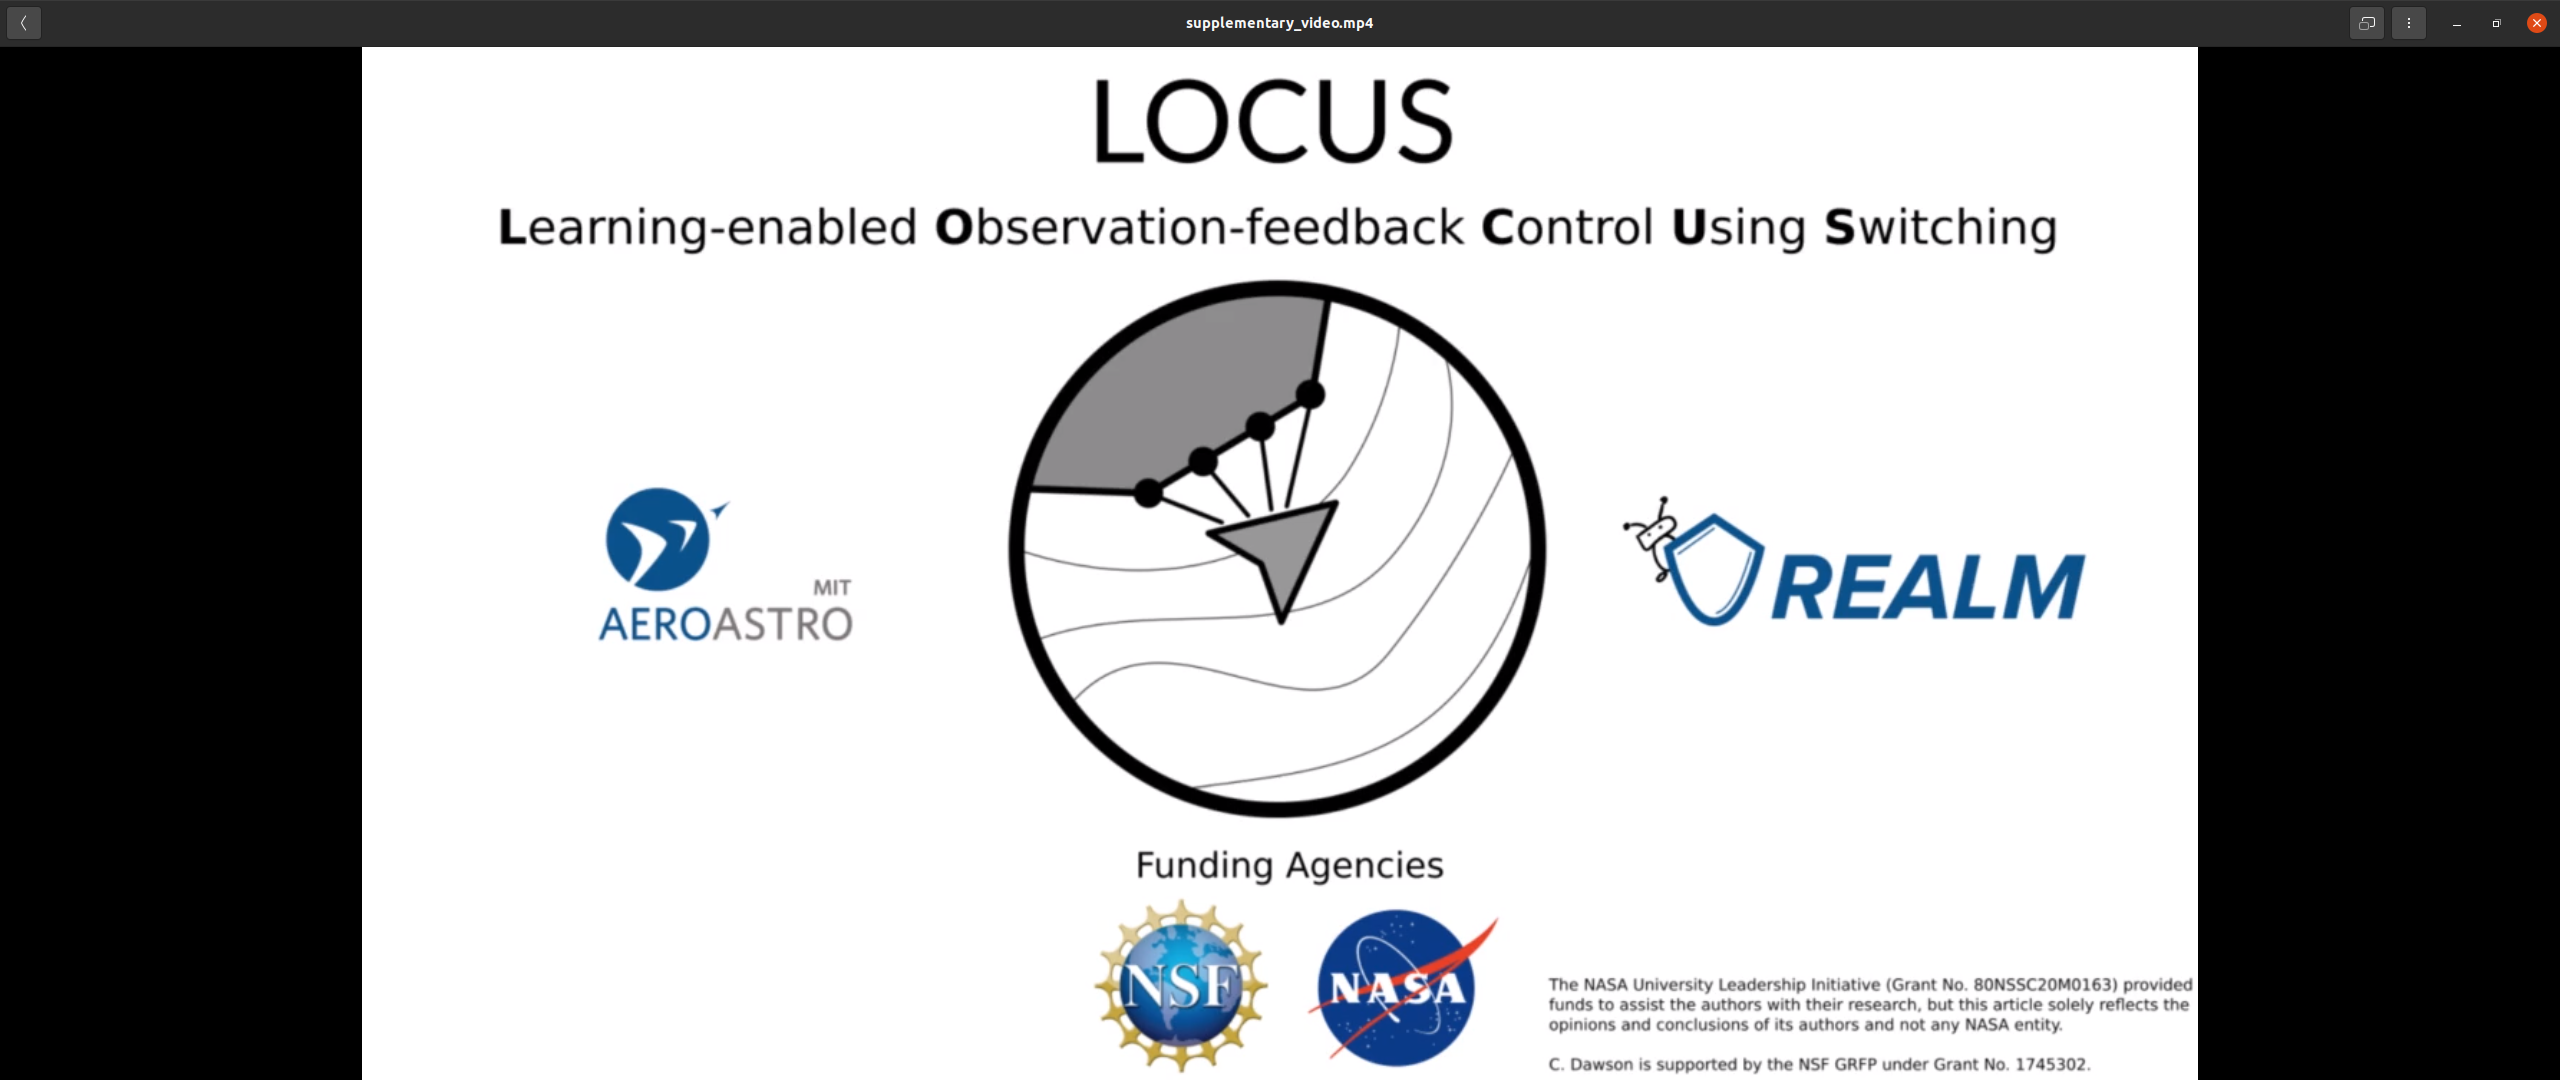 supplementary_video.mp4
LOCUS
Learning-enabled Observation-feedback Control Using Switching
MIT
AEROASTRO
REALM
Funding Agencies
NSF
NASA
The NASA University Leadership Initiative (Grant No. 80NSSC20M0163) provided
funds to assist the authors with their research, but this article solely reflects the
opinions and conclusions of its authors and not any NASA entity.
C. Dawson is supported by the NSF GRFP under Grant No. 1745302.